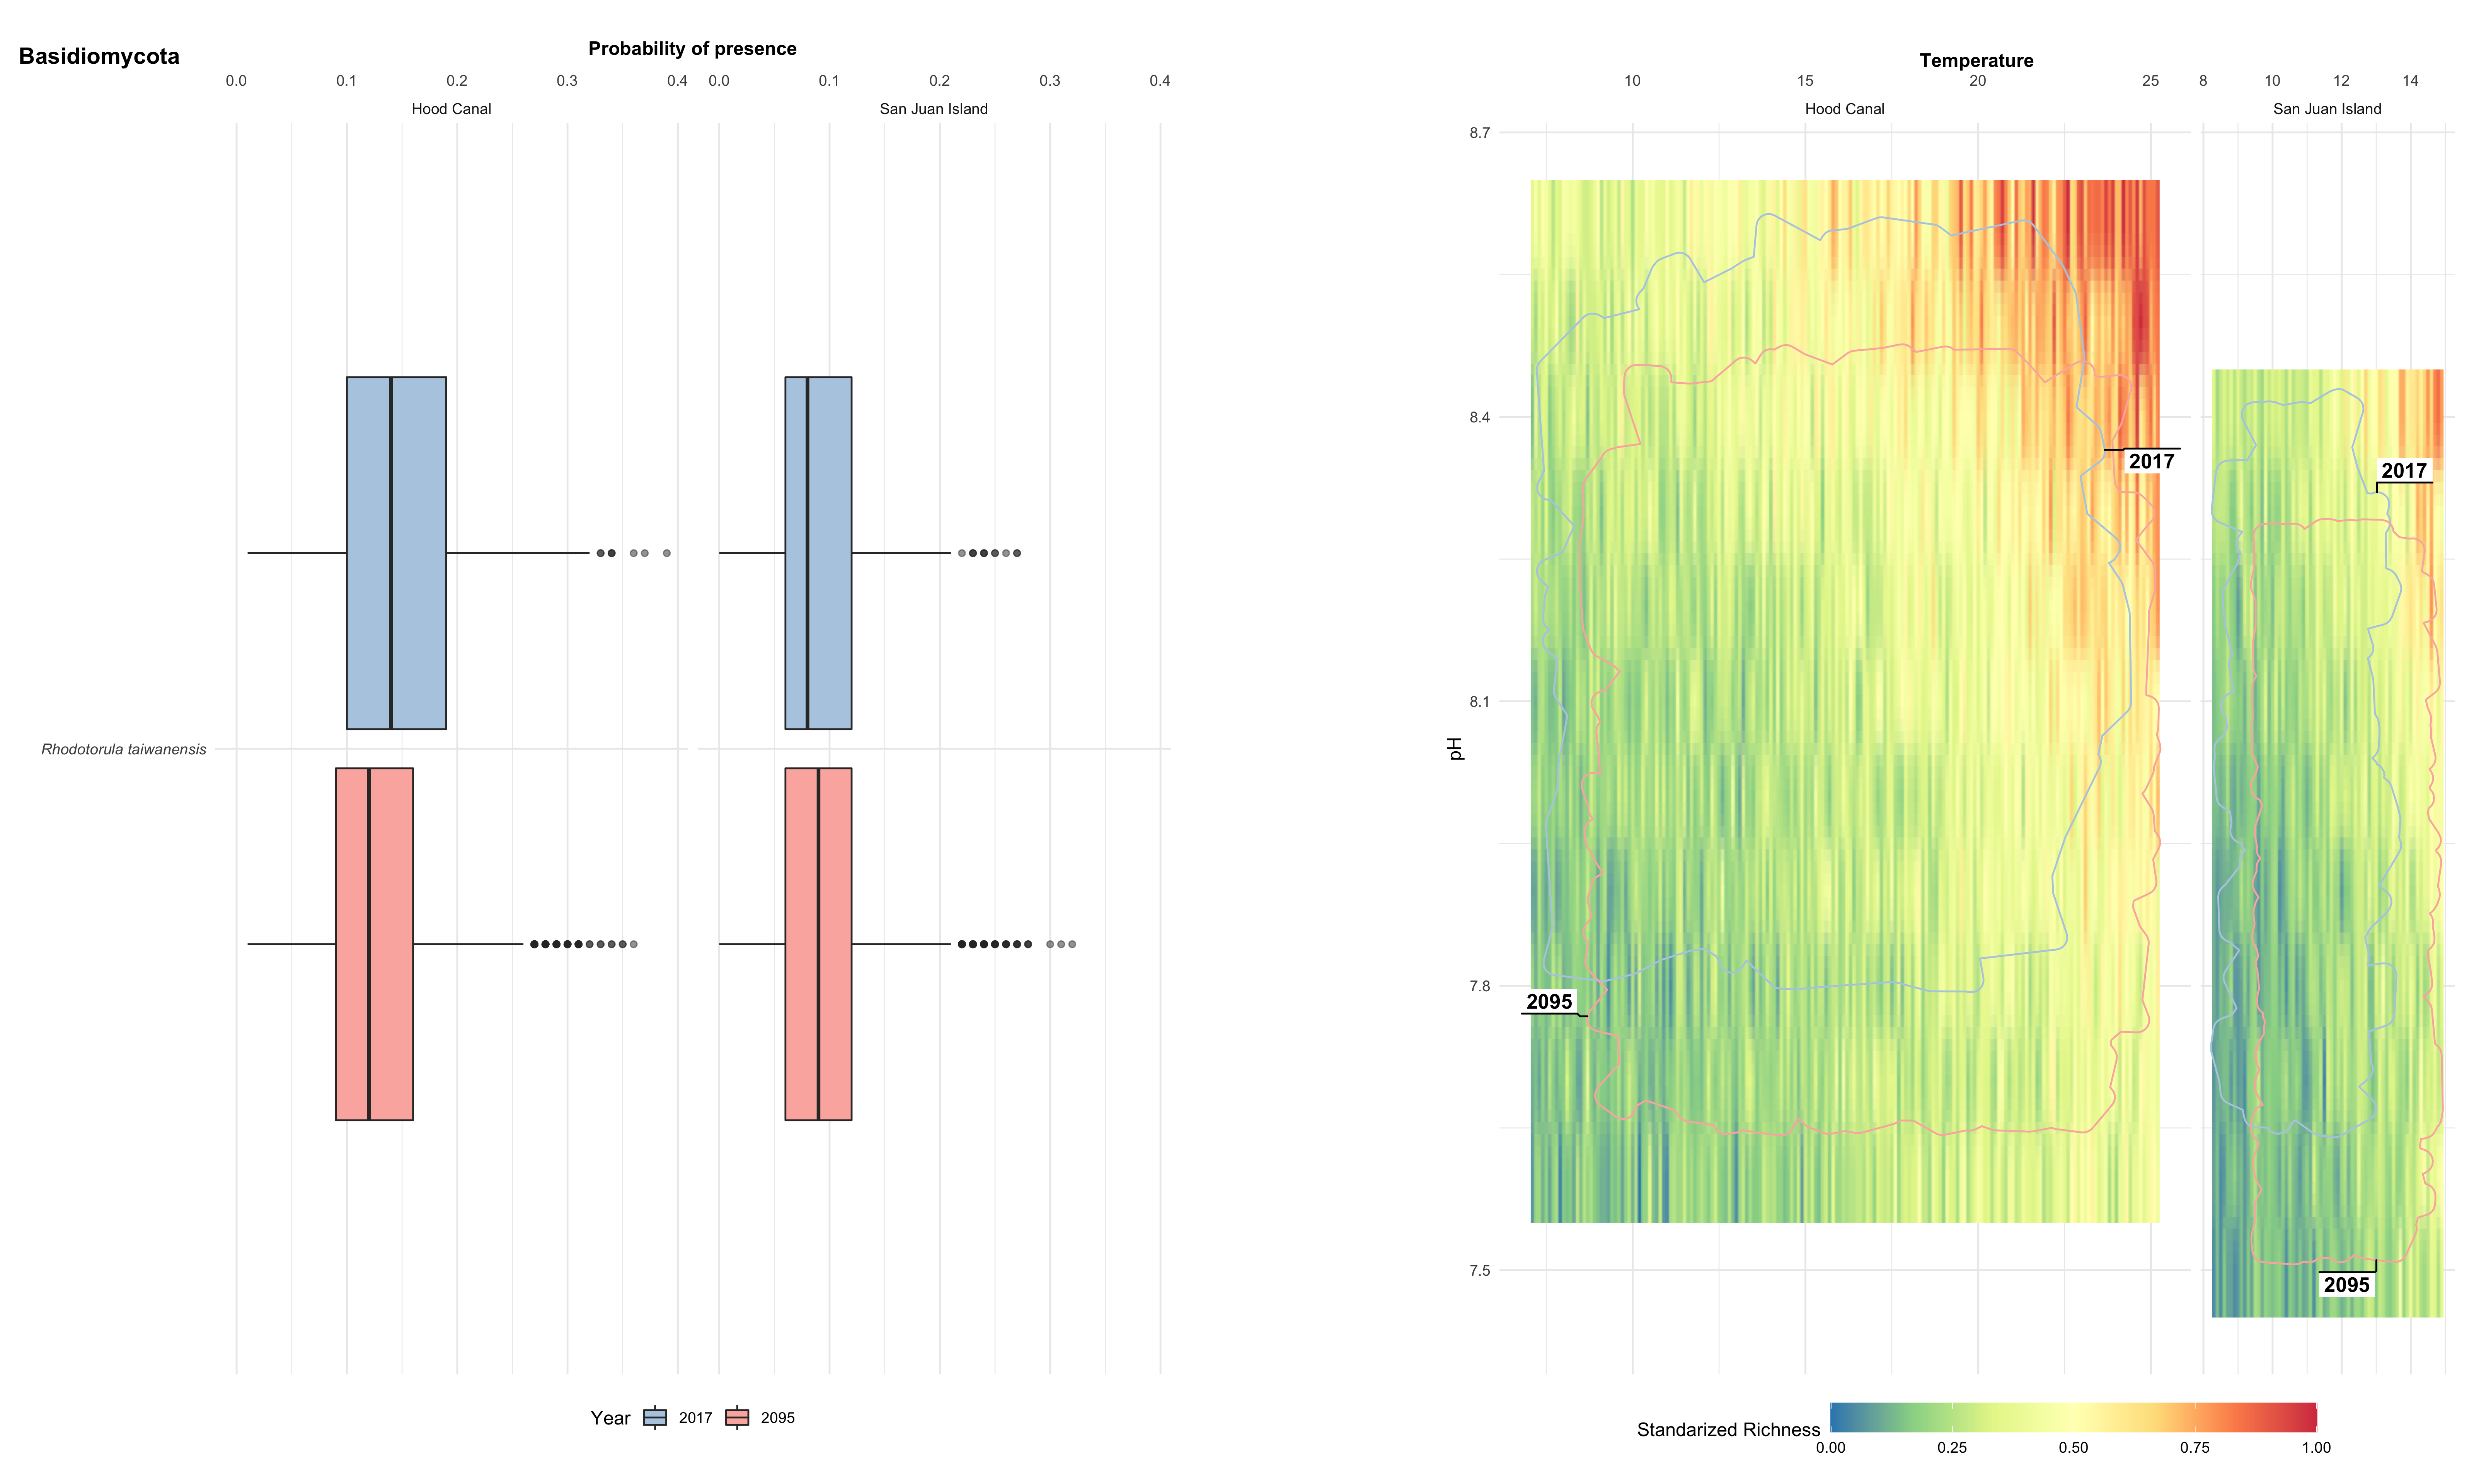 Basidiomycota
Probability of presence
0.0 0.1 0.2 0.3 0.4 0.0 0.1 0.2 0.3 0.4
Hood Canal San Juan Island
Rhodotorula taiwanensis
Year 2017 2095
Temperature
10 15 20 25 8 10 12 14
Hood Canal San Juan Island
8.7
8.4
2017
2017
8.1
pH
7.8
2095
7.5
2095
Standarized Richness
0.00 0.25 0.50 0.75 1.00